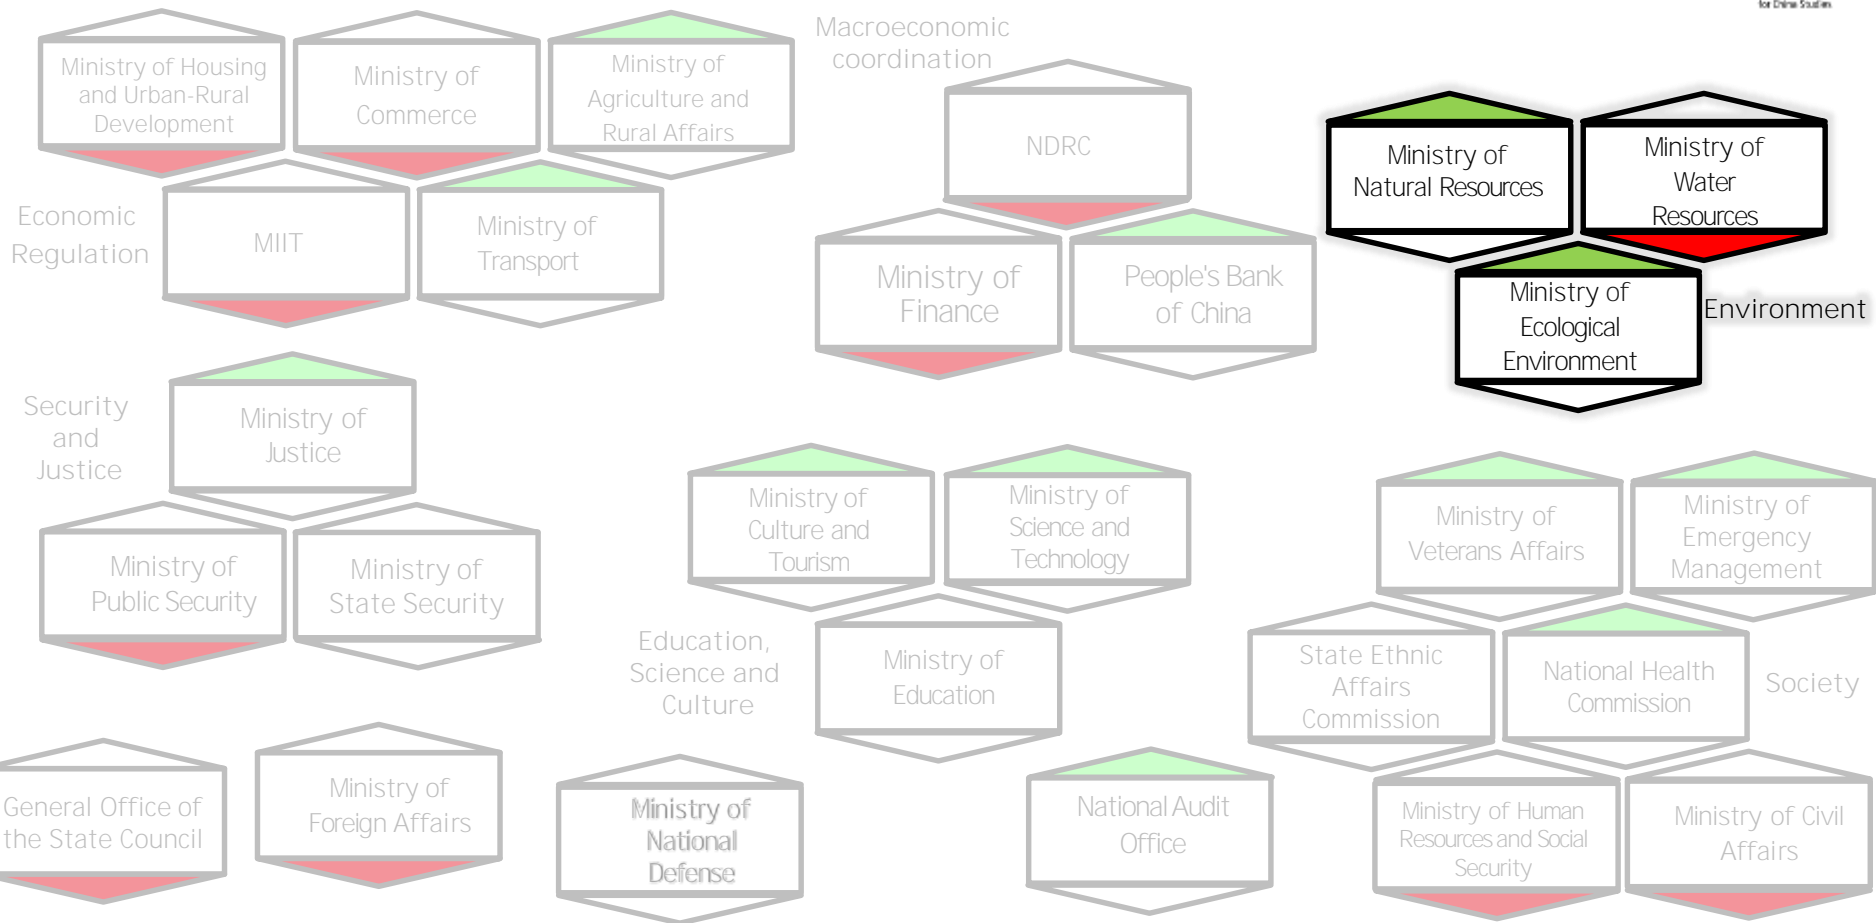 for China Studies
Macroeconomic
coordination
Ministry of Housing
and Urban-Rural
Development
Ministry of
Commerce
Ministry of
Agriculture and
Rural Affairs
NDRC
Ministry of
Natural Resources
Ministry of
Water
Resources
Economic
Regulation
MIIT
Ministry of
Transport
Ministry of
Finance
People's Bank
of China
Ministry of
Ecological
Environment
Environment
Security
and
Justice
Ministry of
Justice
Ministry of
Public Security
Ministry of
State Security
Ministry of
Culture and
Tourism
Ministry of
Science and
Technology
Education,
Science and
Culture
Ministry of
Education
Ministry of
Veterans Affairs
Ministry of
Emergency
Management
State Ethnic
Affairs
Commission
National Health
Commission
Society
General Office of
the State Council
Ministry of
Foreign Affairs
Ministry of
National
Defense
National Audit
Office
Ministry of Human
Resources and Social
Security
Ministry of Civil
Affairs